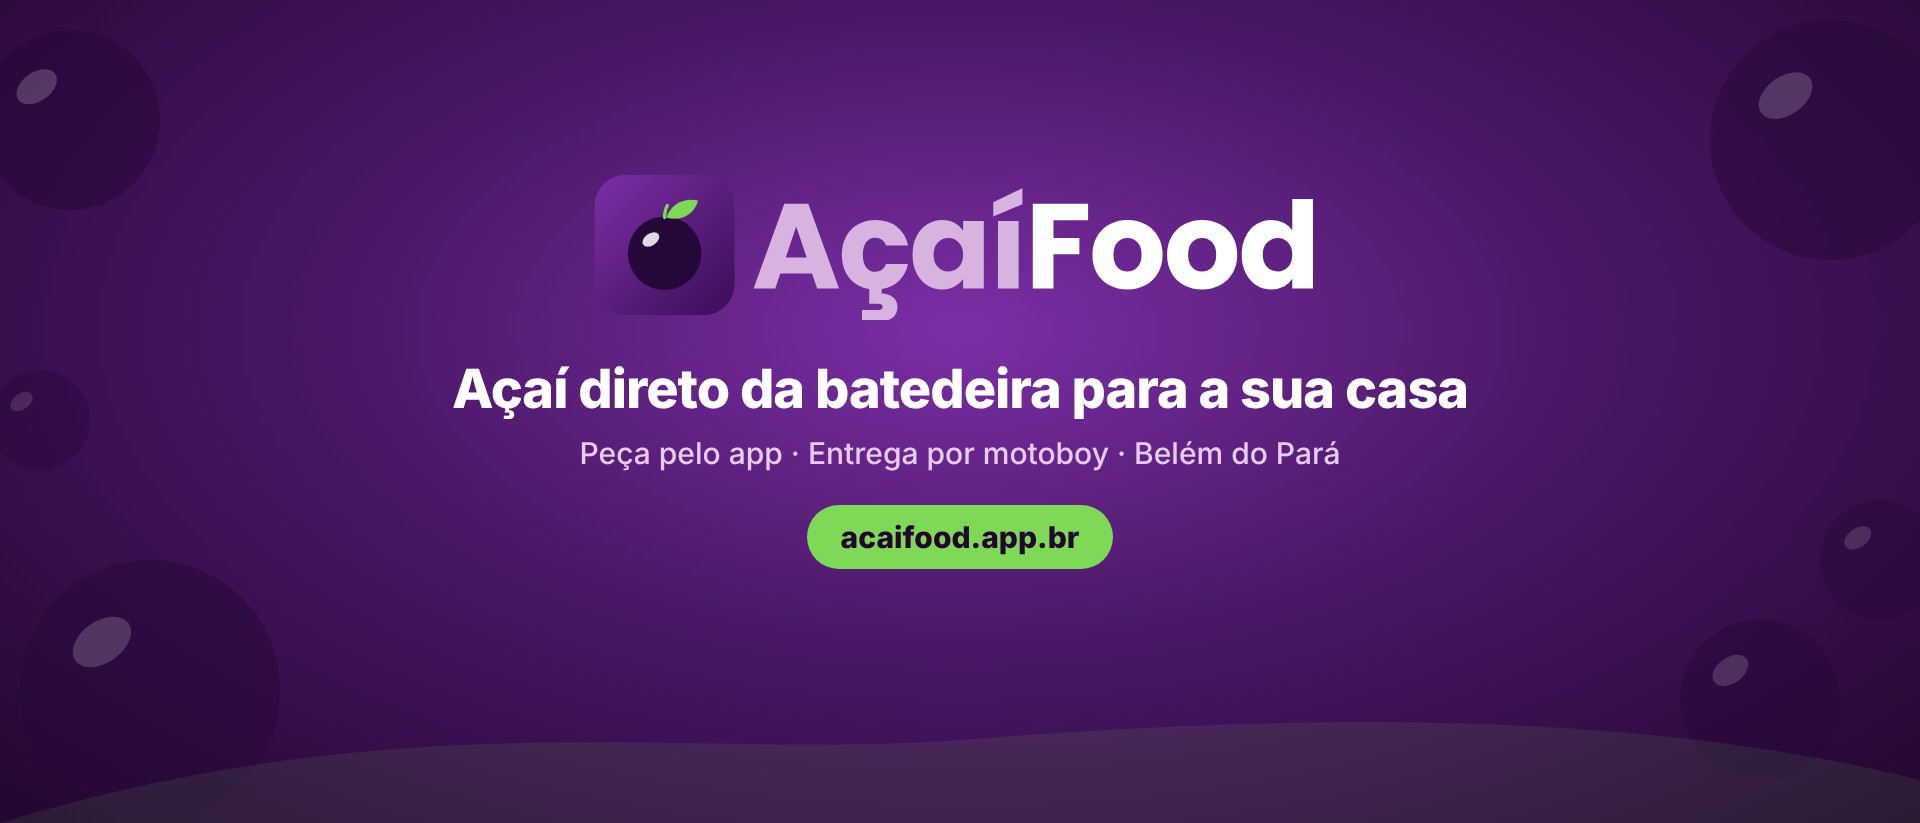 AçaíFood
Açaí direto da batedeira para a sua casa
Peça pelo app · Entrega por motoboy · Belém do Pará
acaifood.app.br